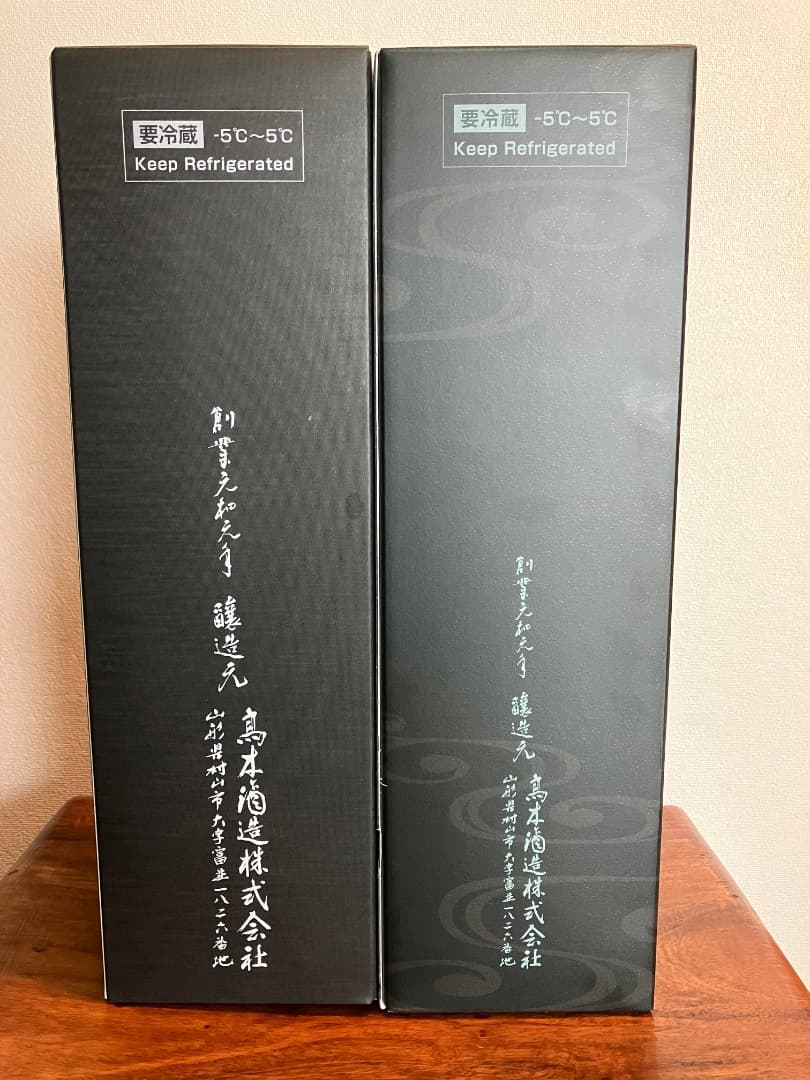 要冷蔵 -5℃～5℃
Keep Refrigerated
創業元和元年 醸造元
高木酒造株式会社
山形県村山市大字富並一八二六番地
要冷蔵 -5℃～5℃
Keep Refrigerated
創業元和元年 醸造元
高木酒造株式会社
山形県村山市大字富並一八二六番地